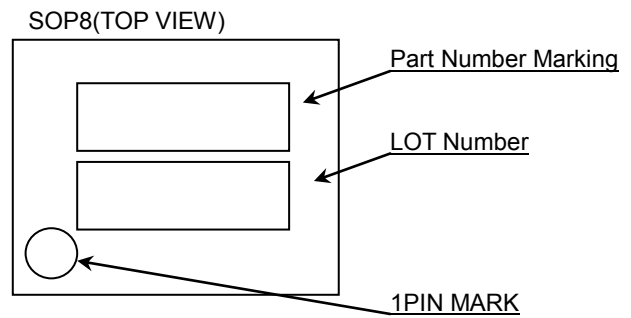 SOP8(TOP VIEW)
Part Number Marking
LOT Number
1PIN MARK